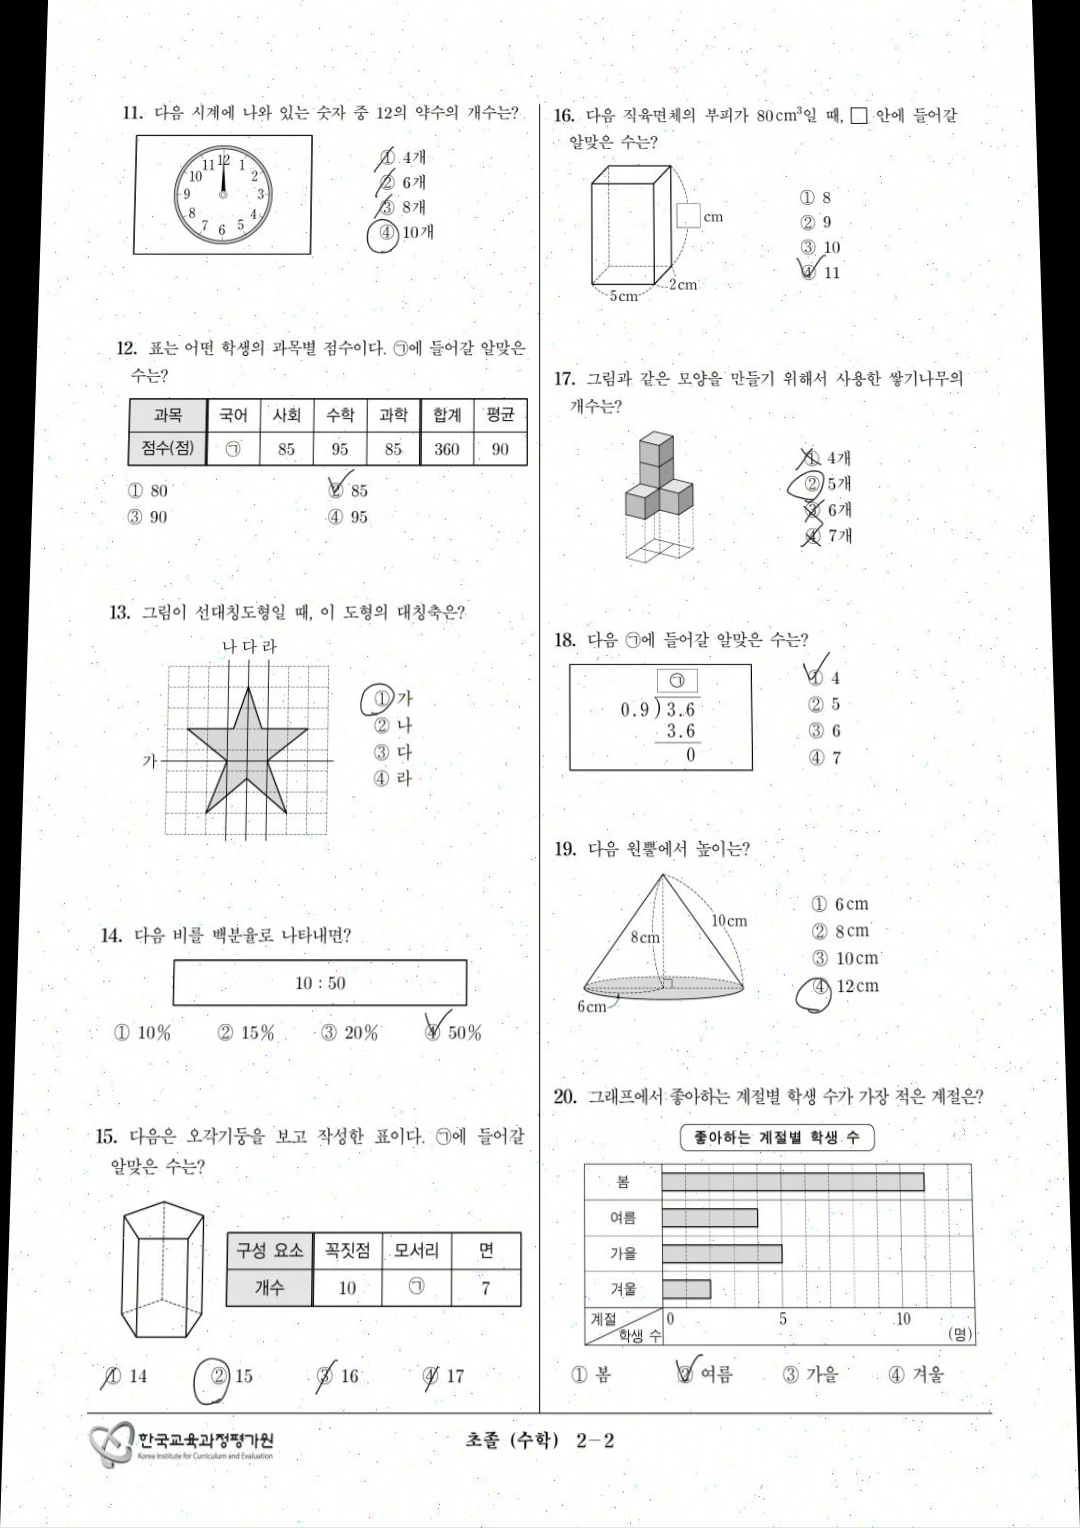 11. 다음 시계에 나와 있는 숫자 중 12의 약수의 개수는?
11 12 1
10 2
9 3
8 4
7 6 5
① 4개
② 6개
③ 8개
④ 10개
12. 표는 어떤 학생의 과목별 점수이다. ㉠에 들어갈 알맞은
수는?
과목 국어 사회 수학 과학 합계 평균
점수(점) ㉠ 85 95 85 360 90
① 80 ② 85
③ 90 ④ 95
13. 그림이 선대칭도형일 때, 이 도형의 대칭축은?
나 다 라
가
① 가
② 나
③ 다
④ 라
14. 다음 비를 백분율로 나타내면?
10 : 50
① 10% ② 15% ③ 20% ④ 50%
15. 다음은 오각기둥을 보고 작성한 표이다. ㉠에 들어갈
알맞은 수는?
구성 요소 꼭짓점 모서리 면
개수 10 ㉠ 7
① 14 ② 15 ③ 16 ④ 17
16. 다음 직육면체의 부피가 80cm³일 때, □ 안에 들어갈
알맞은 수는?
□ cm
2cm
5cm
① 8
② 9
③ 10
④ 11
17. 그림과 같은 모양을 만들기 위해서 사용한 쌓기나무의
개수는?
① 4개
② 5개
③ 6개
④ 7개
18. 다음 ㉠에 들어갈 알맞은 수는?
㉠
0.9)3.6
3.6
0
① 4
② 5
③ 6
④ 7
19. 다음 원뿔에서 높이는?
10cm
8cm
6cm
① 6cm
② 8cm
③ 10cm
④ 12cm
20. 그래프에서 좋아하는 계절별 학생 수가 가장 적은 계절은?
좋아하는 계절별 학생 수
봄
여름
가을
겨울
계절 0 5 10
학생 수 (명)
① 봄 ② 여름 ③ 가을 ④ 겨울
한국교육과정평가원
Korea Institute for Curriculum and Evaluation
초졸 (수학) 2-2